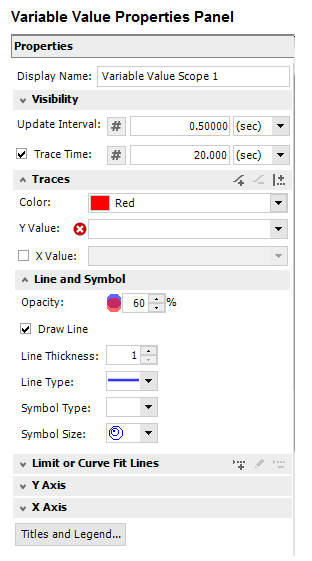 Variable Value Properties Panel
Properties
Display Name: Variable Value Scope 1
Visibility
Update Interval: # 0.50000 (sec)
Trace Time: # 20.000 (sec)
Traces
Color: Red
Y Value:
X Value:
Line and Symbol
Opacity: 60 %
Draw Line
Line Thickness: 1
Line Type:
Symbol Type:
Symbol Size:
Limit or Curve Fit Lines
Y Axis
X Axis
Titles and Legend...